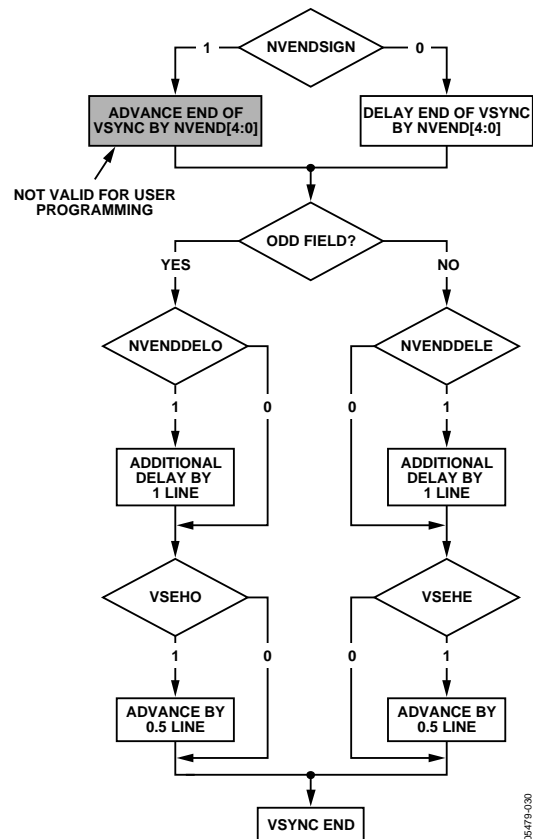 NVENDSIGN
1
0
ADVANCE END OF
VSYNC BY NVEND[4:0]
DELAY END OF VSYNC
BY NVEND[4:0]
NOT VALID FOR USER
PROGRAMMING
ODD FIELD?
YES
NO
NVENDDELO
NVENDDELE
1
0
0
1
ADDITIONAL
DELAY BY
1 LINE
ADDITIONAL
DELAY BY
1 LINE
VSEHO
VSEHE
1
0
0
1
ADVANCE BY
0.5 LINE
ADVANCE BY
0.5 LINE
VSYNC END
05479-030